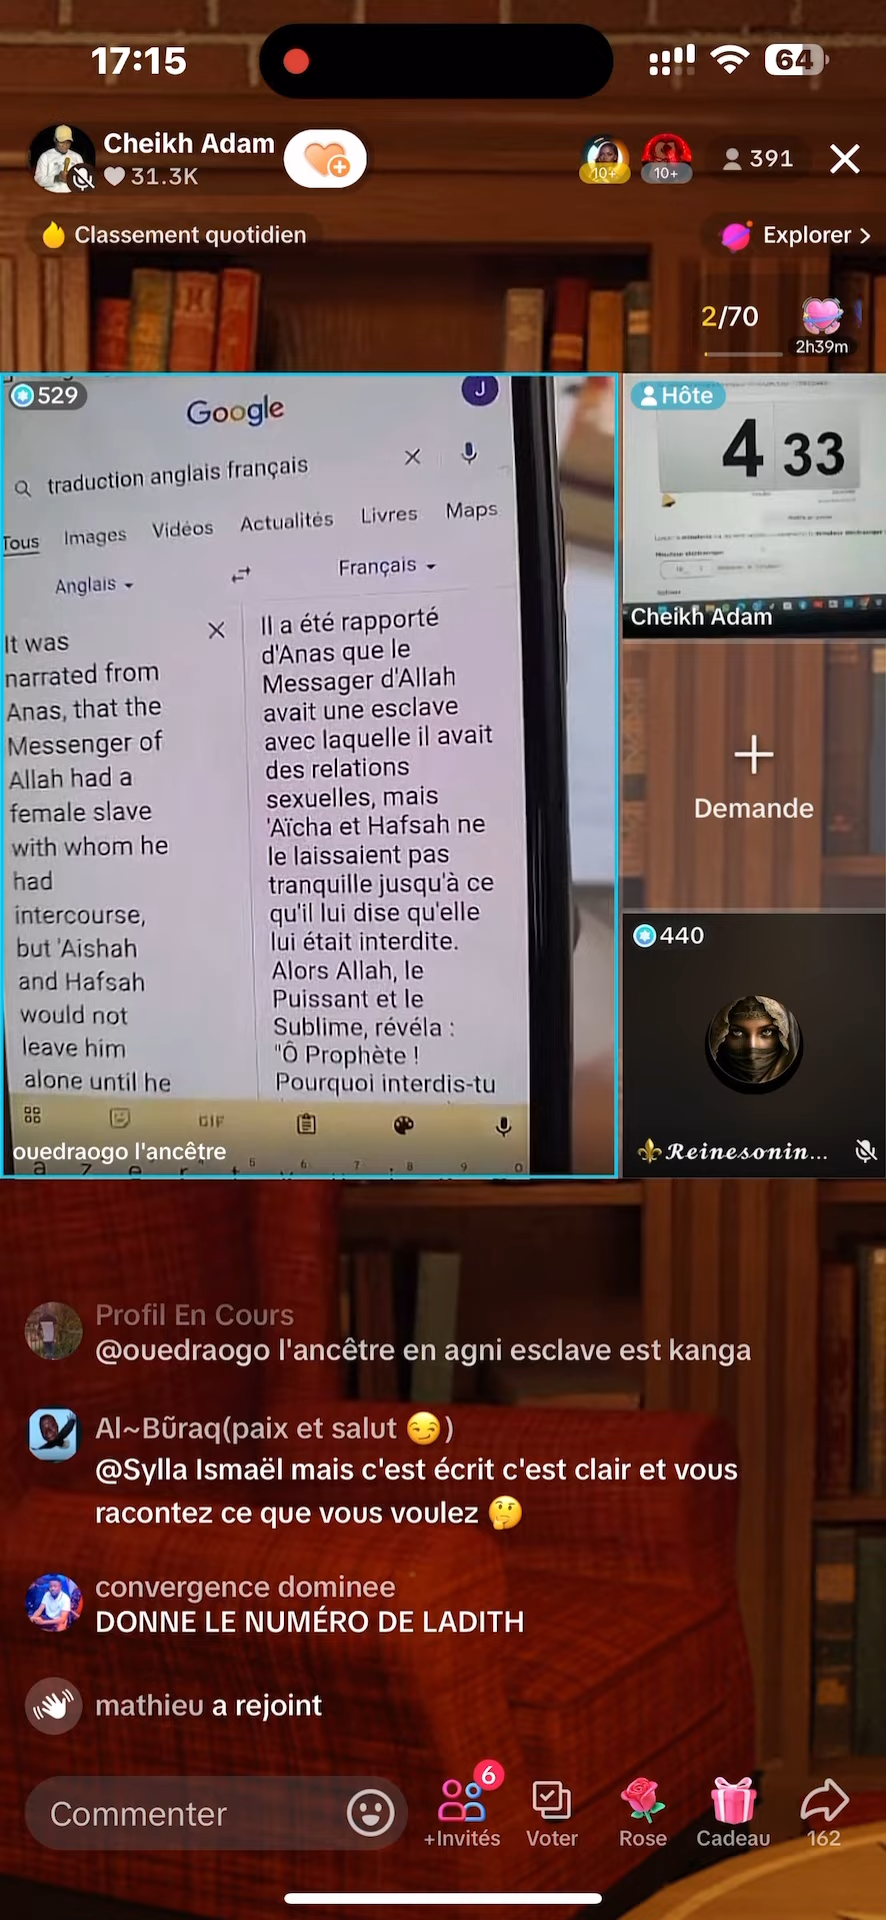 17:15
64
Cheikh Adam
31.3K
10+
10+
391
Classement quotidien
Explorer >
2/70
2h39m
529
Google
J
traduction anglais français
Tous Images Vidéos Actualités Livres Maps
Anglais
Français
It was
narrated from
Anas, that the
Messenger of
Allah had a
female slave
with whom he
had
intercourse,
but 'Aishah
and Hafsah
would not
leave him
alone until he
Il a été rapporté
d'Anas que le
Messager d'Allah
avait une esclave
avec laquelle il avait
des relations
sexuelles, mais
'Aïcha et Hafsah ne
le laissaient pas
tranquille jusqu'à ce
qu'il lui dise qu'elle
lui était interdite.
Alors Allah, le
Puissant et le
Sublime, révéla :
"Ô Prophète !
Pourquoi interdis-tu
GIF
ouedraogo l'ancêtre
a z e r t 5 6 7 8 9 0
Hôte
4 33
Cheikh Adam
Demande
440
Reinesonin...
Profil En Cours
@ouedraogo l'ancêtre en agni esclave est kanga
Al~Bũraq(paix et salut 😏)
@Sylla Ismaël mais c'est écrit c'est clair et vous
racontez ce que vous voulez 🤔
convergence dominee
DONNE LE NUMÉRO DE LADITH
mathieu a rejoint
Commenter
6
+Invités
Voter
Rose
Cadeau
162